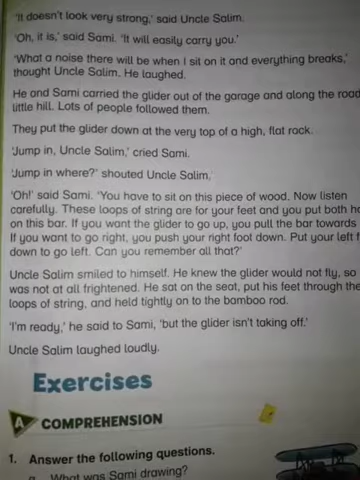 'It doesn't look very strong,' said Uncle Salim.
'Oh, it is,' said Sami. 'It will easily carry you.'
'What a noise there will be when I sit on it and everything breaks,'
thought Uncle Salim. He laughed.
He and Sami carried the glider out of the garage and along the road
little hill. Lots of people followed them.
They put the glider down at the very top of a high, flat rock.
'Jump in, Uncle Salim,' cried Sami.
'Jump in where?' shouted Uncle Salim.
'Oh!' said Sami. 'You have to sit on this piece of wood. Now listen
carefully. These loops of string are for your feet and you put both
on this bar. If you want the glider to go up, you pull the bar towards
If you want to go right, you push your right foot down. Put your left
down to go left. Can you remember all that?'
Uncle Salim smiled to himself. He knew the glider would not fly, so
was not at all frightened. He sat on the seat, put his feet through the
loops of string, and held tightly on to the bamboo rod.
'I'm ready,' he said to Sami, 'but the glider isn't taking off.'
Uncle Salim laughed loudly.
Exercises
A COMPREHENSION
1. Answer the following questions.
a What was Sami drawing?